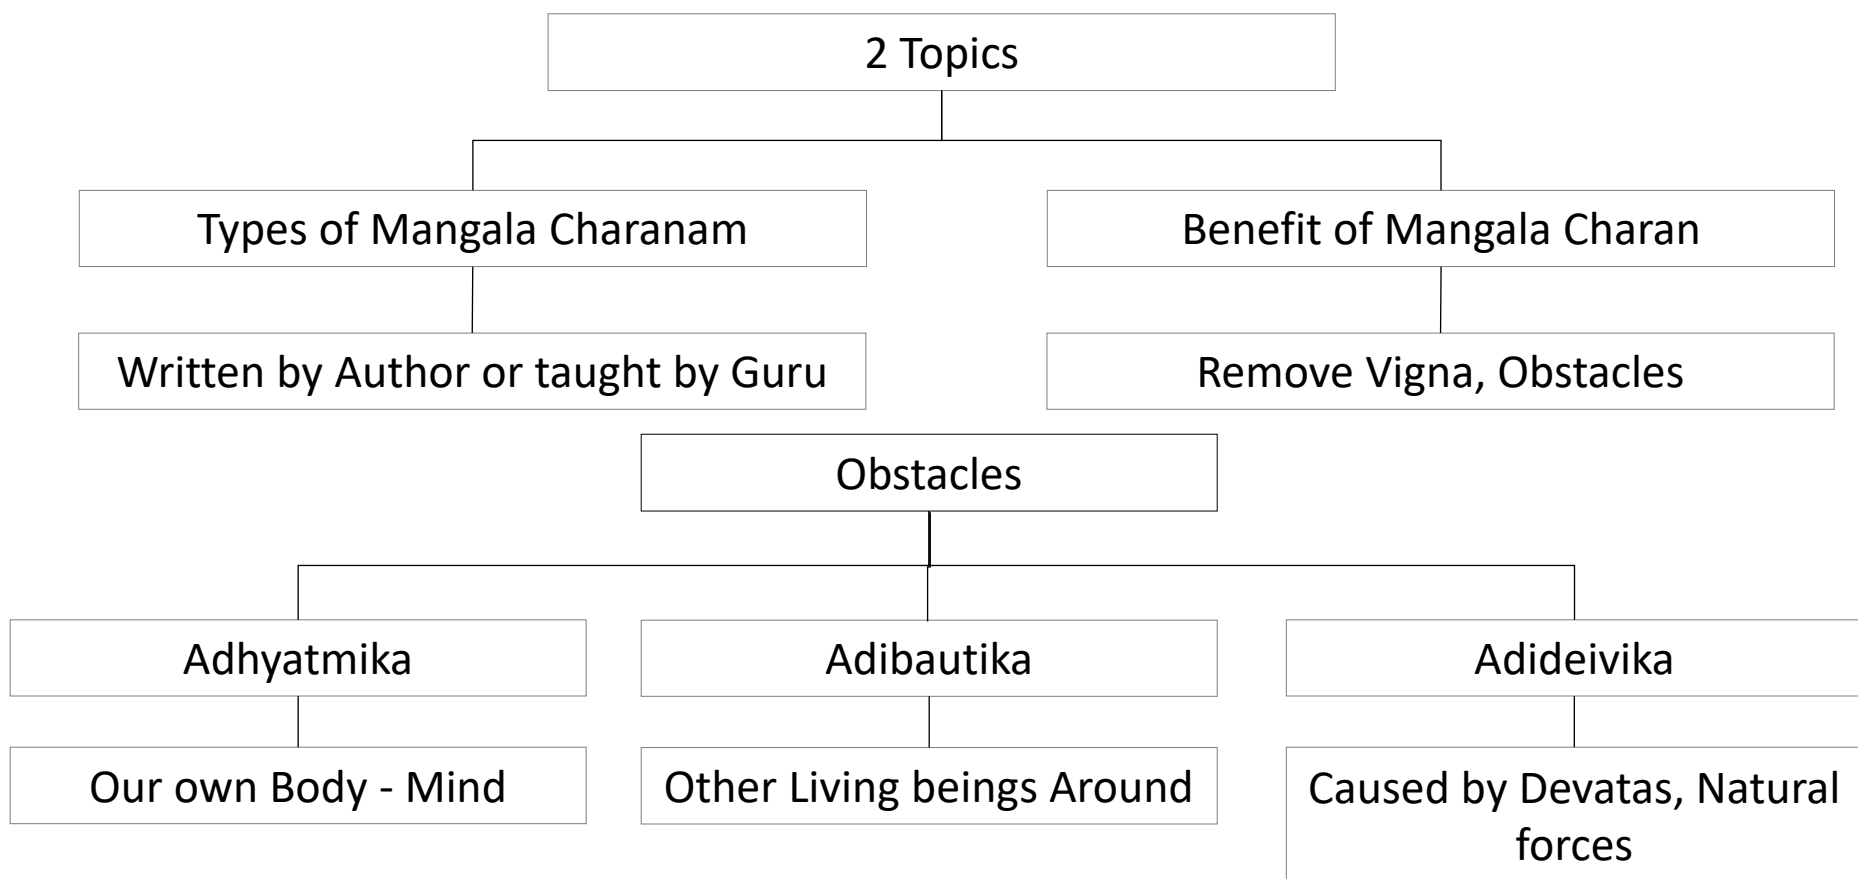 2 Topics
Types of Mangala Charanam
Benefit of Mangala Charan
Written by Author or taught by Guru
Remove Vigna, Obstacles
Obstacles
Adhyatmika
Adibautika
Adideivika
Our own Body - Mind
Other Living beings Around
Caused by Devatas, Natural
forces